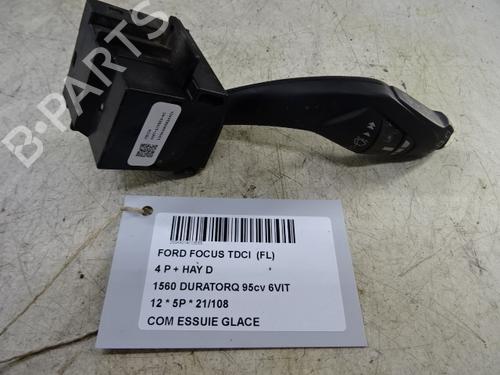 B-PARTS
FORD FOCUS TDCI (FL)
4 P + HAY D
1560 DURATORQ 95cv 6VIT
12 * 5P * 21/108
COM ESSUIE GLACE